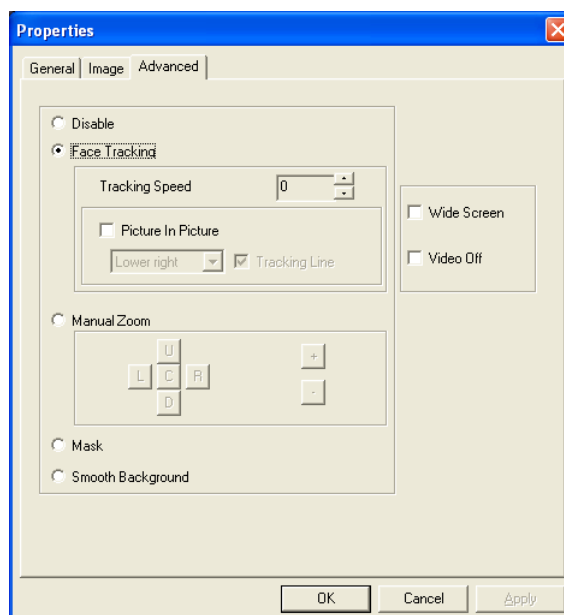 Properties
General Image Advanced
Disable
Face Tracking
Tracking Speed 0
Picture In Picture
Lower right Tracking Line
Wide Screen
Video Off
Manual Zoom
U
L C R
D
+
-
Mask
Smooth Background
OK Cancel Apply